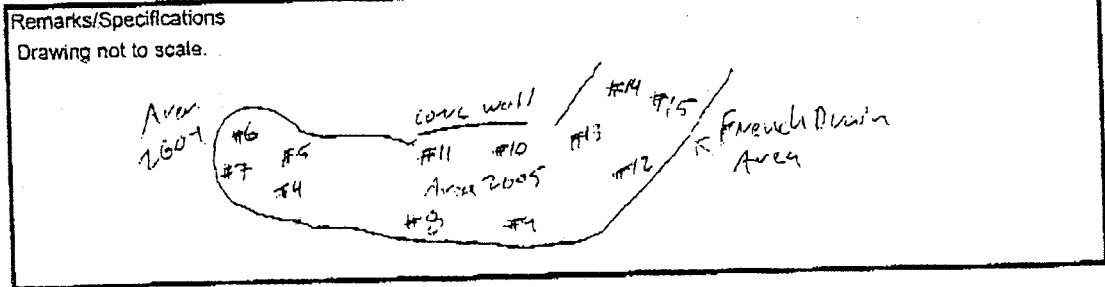 Remarks/Specifications
Drawing not to scale.
Area
2004
#6
#7
#5
#4
conc wall
#11 #10
Area 2005
#8 #9
#14
#15
#13
#12
French Drain
Area